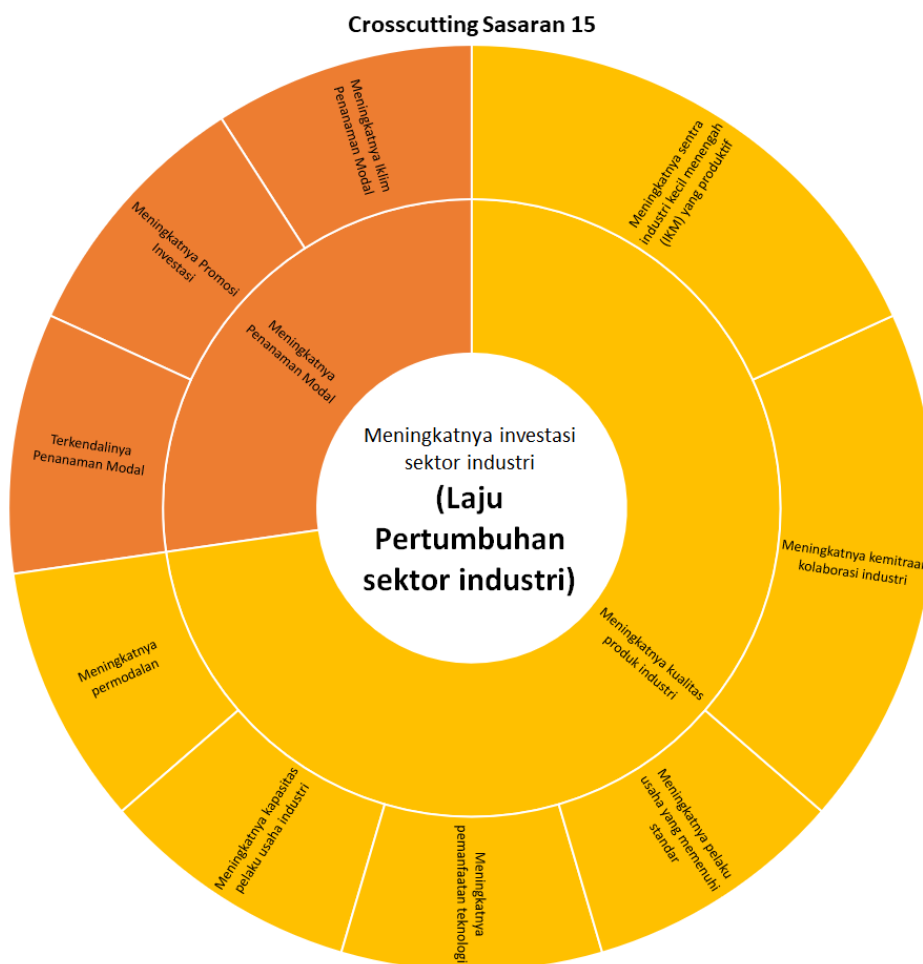 Crosscutting Sasaran 15
Meningkatnya Iklim
Penanaman Modal
Meningkatnya sentra
industri kecil menengah
(IKM) yang produktif
Meningkatnya Promosi
Investasi
Meningkatnya
Penanaman Modal
Terkendalinya
Penanaman Modal
Meningkatnya investasi
sektor industri
(Laju
Pertumbuhan
sektor industri)
Meningkatnya kemitraan
kolaborasi industri
Meningkatnya kualitas
produk industri
Meningkatnya
permodalan
Meningkatnya kapasitas
pelaku usaha industri
Meningkatnya
pemanfaatan teknologi
Meningkatnya pelaku
usaha yang memenuhi
standar